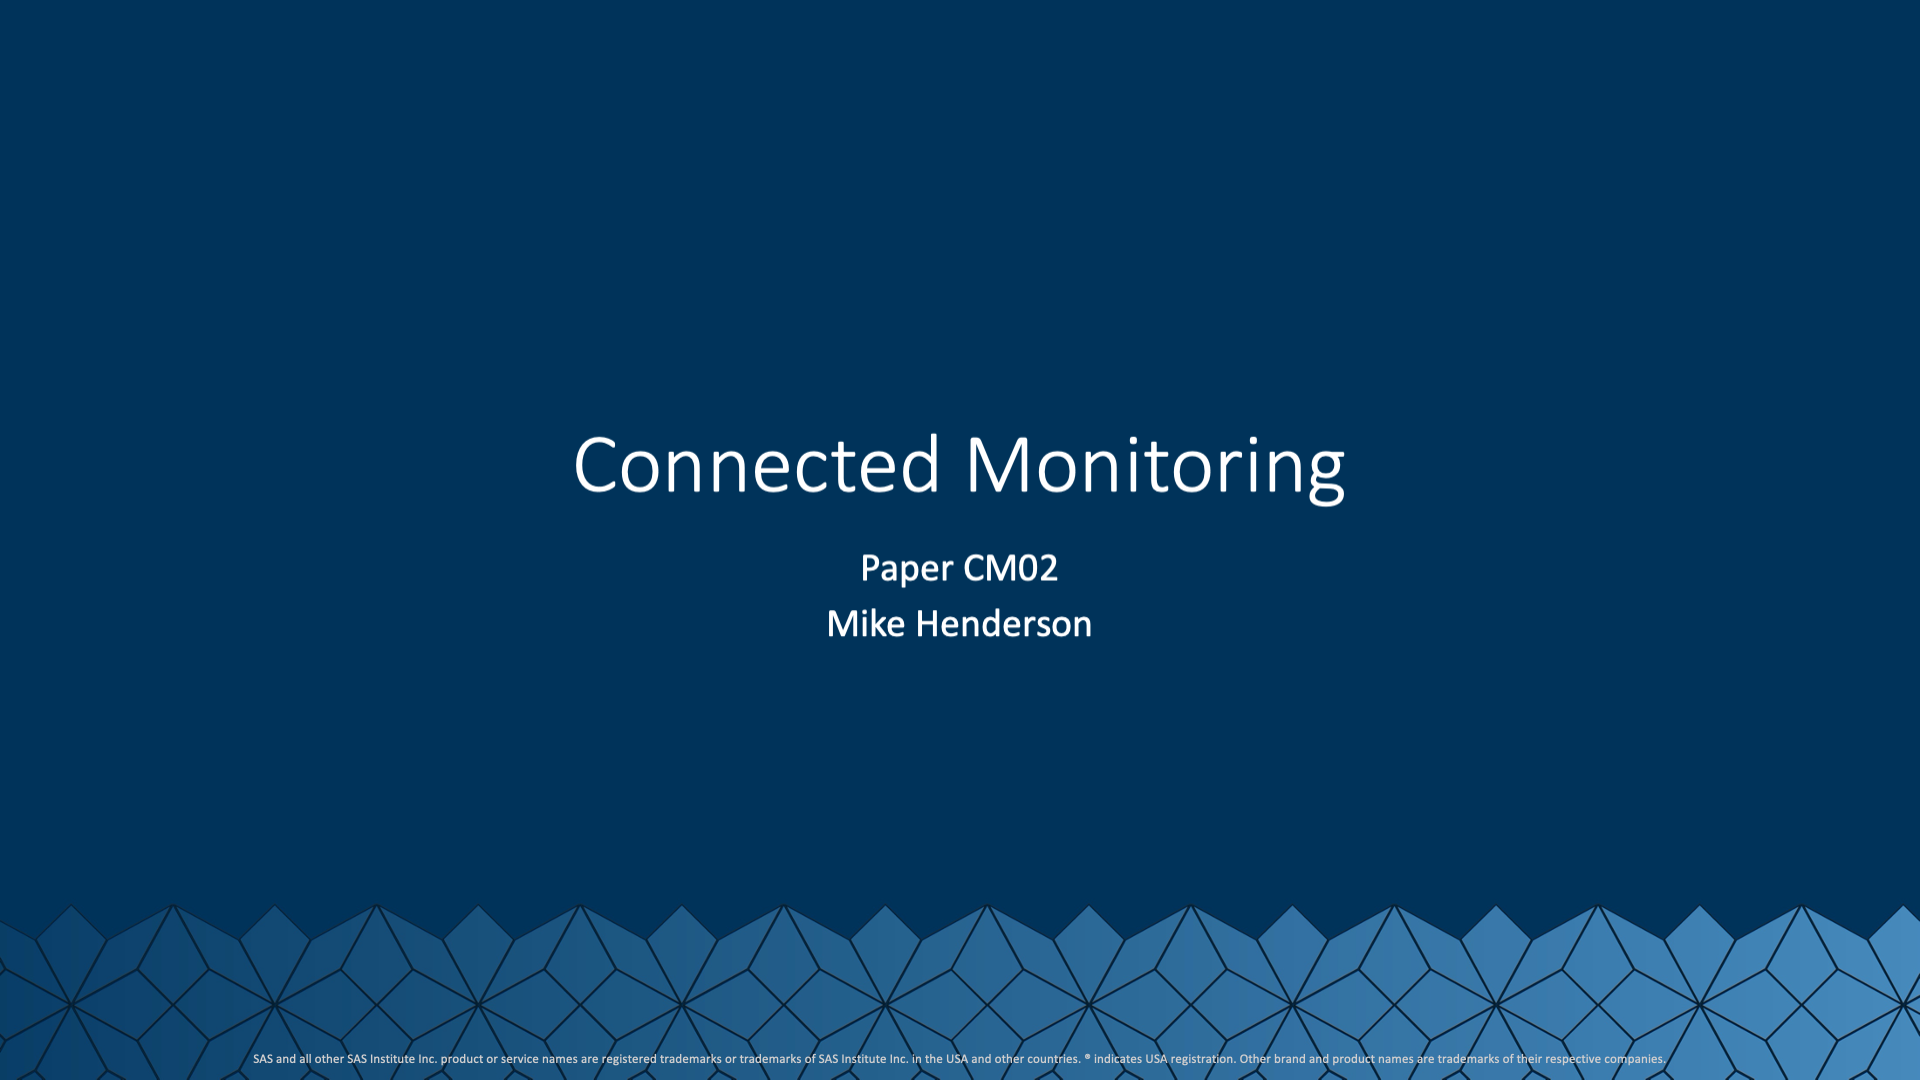 Connected Monitoring
Paper CM02
Mike Henderson
SAS and all other SAS Institute Inc. product or service names are registered trademarks or trademarks of SAS Institute Inc. in the USA and other countries. ® indicates USA registration. Other brand and product names are trademarks of their respective companies.